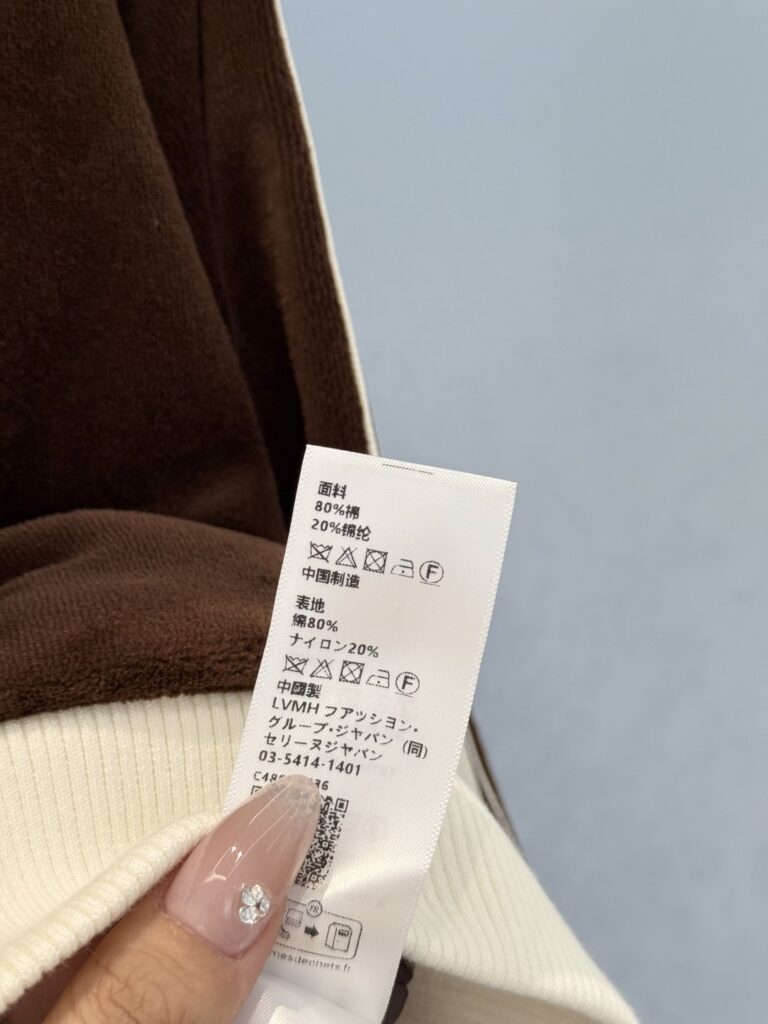 面料
80%棉
20%锦纶
F
中国制造
表地
綿80%
ナイロン20%
F
中國製
LVMH ファッション・
グループ・ジャパン (同)
セリーヌジャパン
03-5414-1401
FR